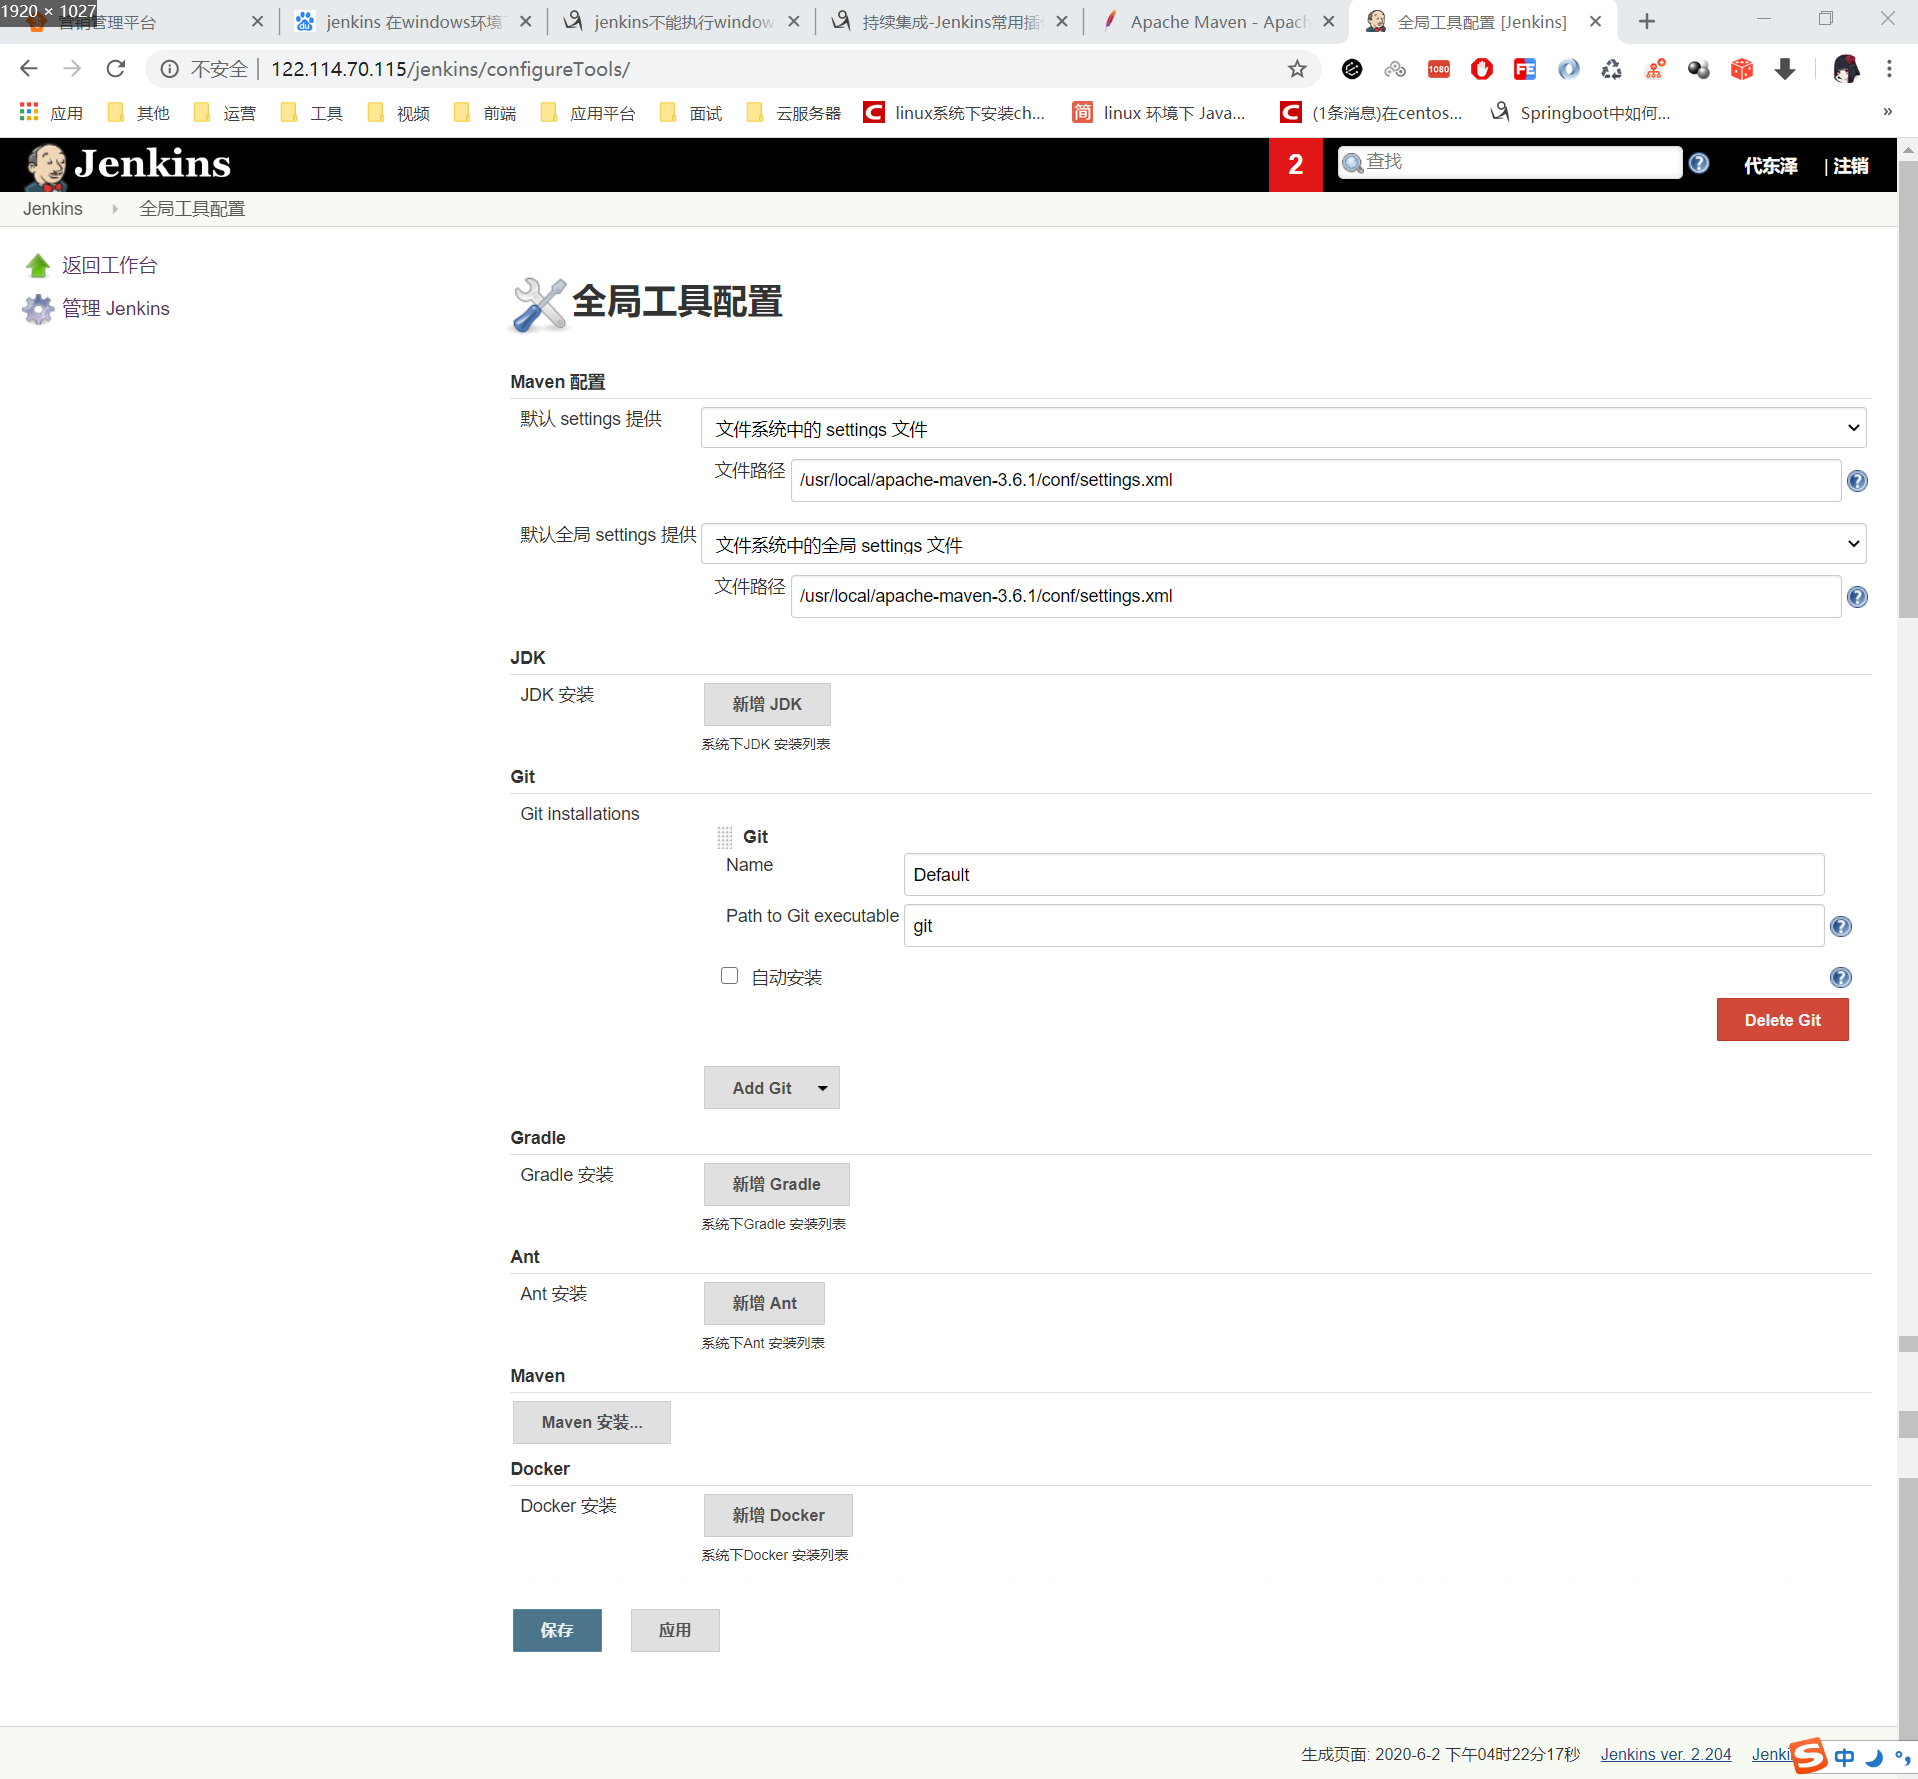 1920 × 1027
营销管理平台
jenkins 在windows环境
jenkins不能执行window
持续集成-Jenkins常用插
Apache Maven - Apach
全局工具配置 [Jenkins]
不安全
122.114.70.115/jenkins/configureTools/
应用
其他
运营
工具
视频
前端
应用平台
面试
云服务器
linux系统下安装ch...
linux 环境下 Java...
(1条消息)在centos...
Springboot中如何...
Jenkins
2
查找
代东泽
| 注销
Jenkins
全局工具配置
返回工作台
管理 Jenkins
全局工具配置
Maven 配置
默认 settings 提供
文件系统中的 settings 文件
文件路径
/usr/local/apache-maven-3.6.1/conf/settings.xml
默认全局 settings 提供
文件系统中的全局 settings 文件
文件路径
/usr/local/apache-maven-3.6.1/conf/settings.xml
JDK
JDK 安装
新增 JDK
系统下JDK 安装列表
Git
Git installations
Git
Name
Default
Path to Git executable
git
自动安装
Delete Git
Add Git
Gradle
Gradle 安装
新增 Gradle
系统下Gradle 安装列表
Ant
Ant 安装
新增 Ant
系统下Ant 安装列表
Maven
Maven 安装...
Docker
Docker 安装
新增 Docker
系统下Docker 安装列表
保存
应用
生成页面: 2020-6-2 下午04时22分17秒
Jenkins ver. 2.204
Jenki
中